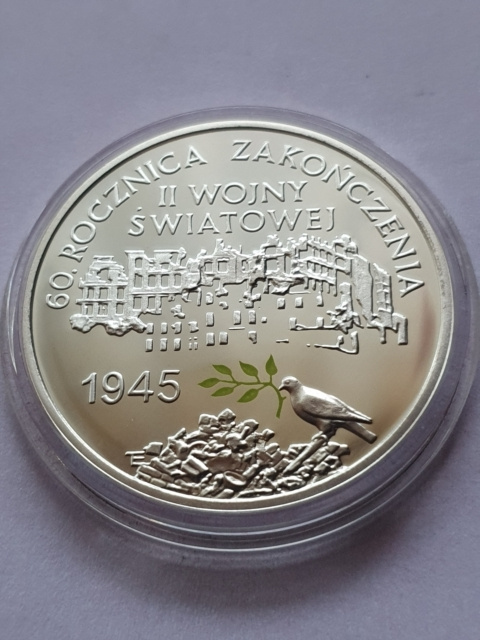 60. ROCZNICA ZAKOŃCZENIA
II WOJNY
ŚWIATOWEJ
1945